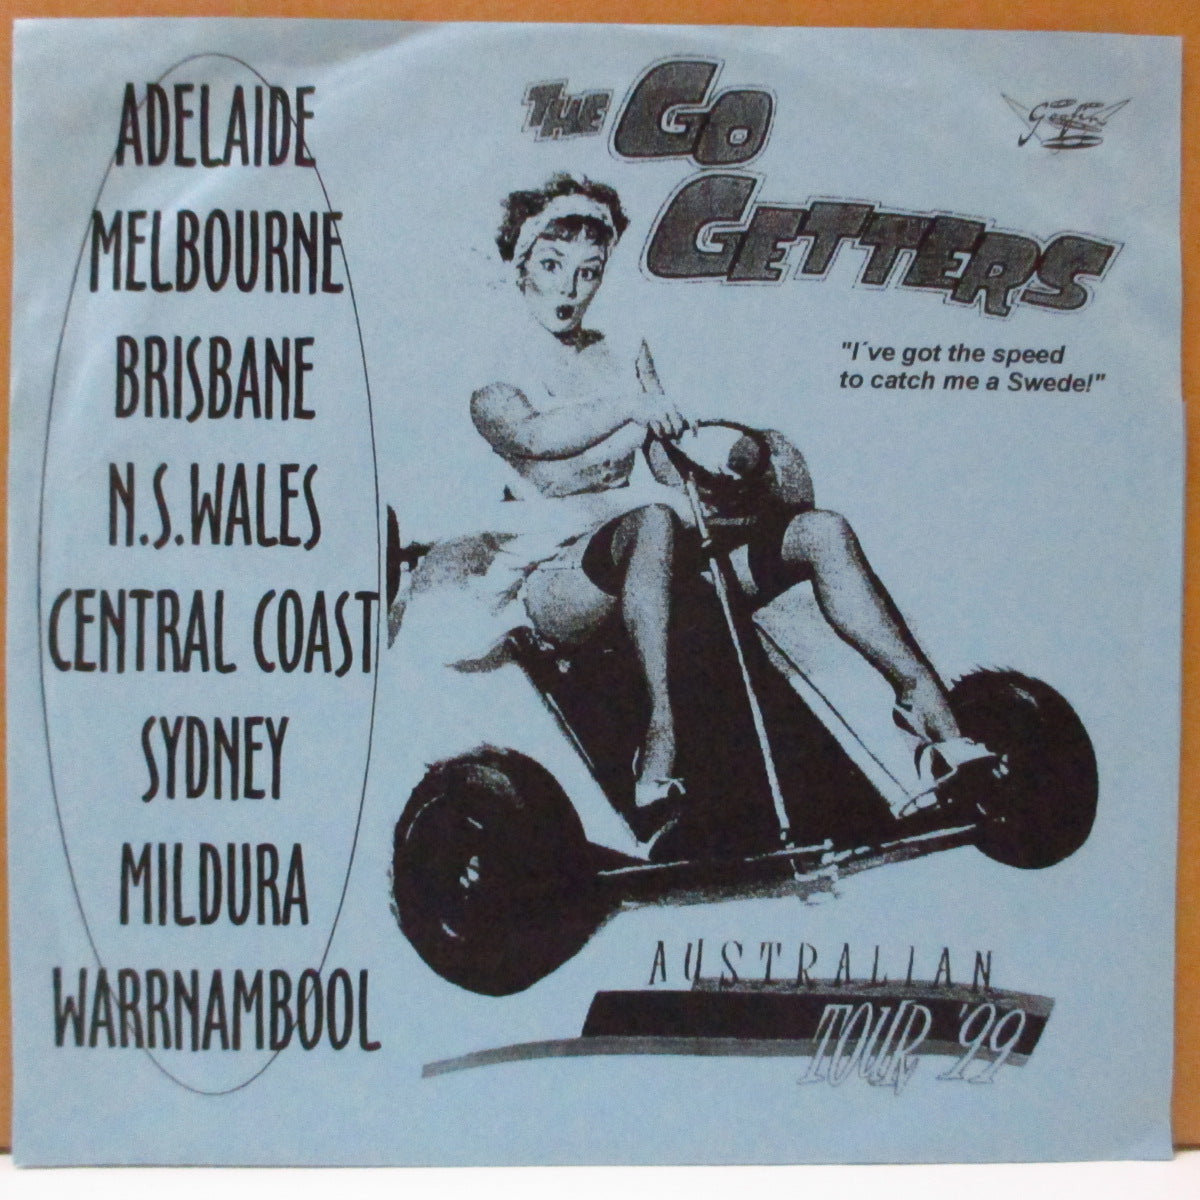 ADELAIDE
MELBOURNE
BRISBANE
N.S.WALES
CENTRAL COAST
SYDNEY
MILDURA
WARRNAMBOOL
THE GO
GETTERS
"I´ve got the speed
to catch me a Swede!"
AUSTRALIAN
TOUR '99